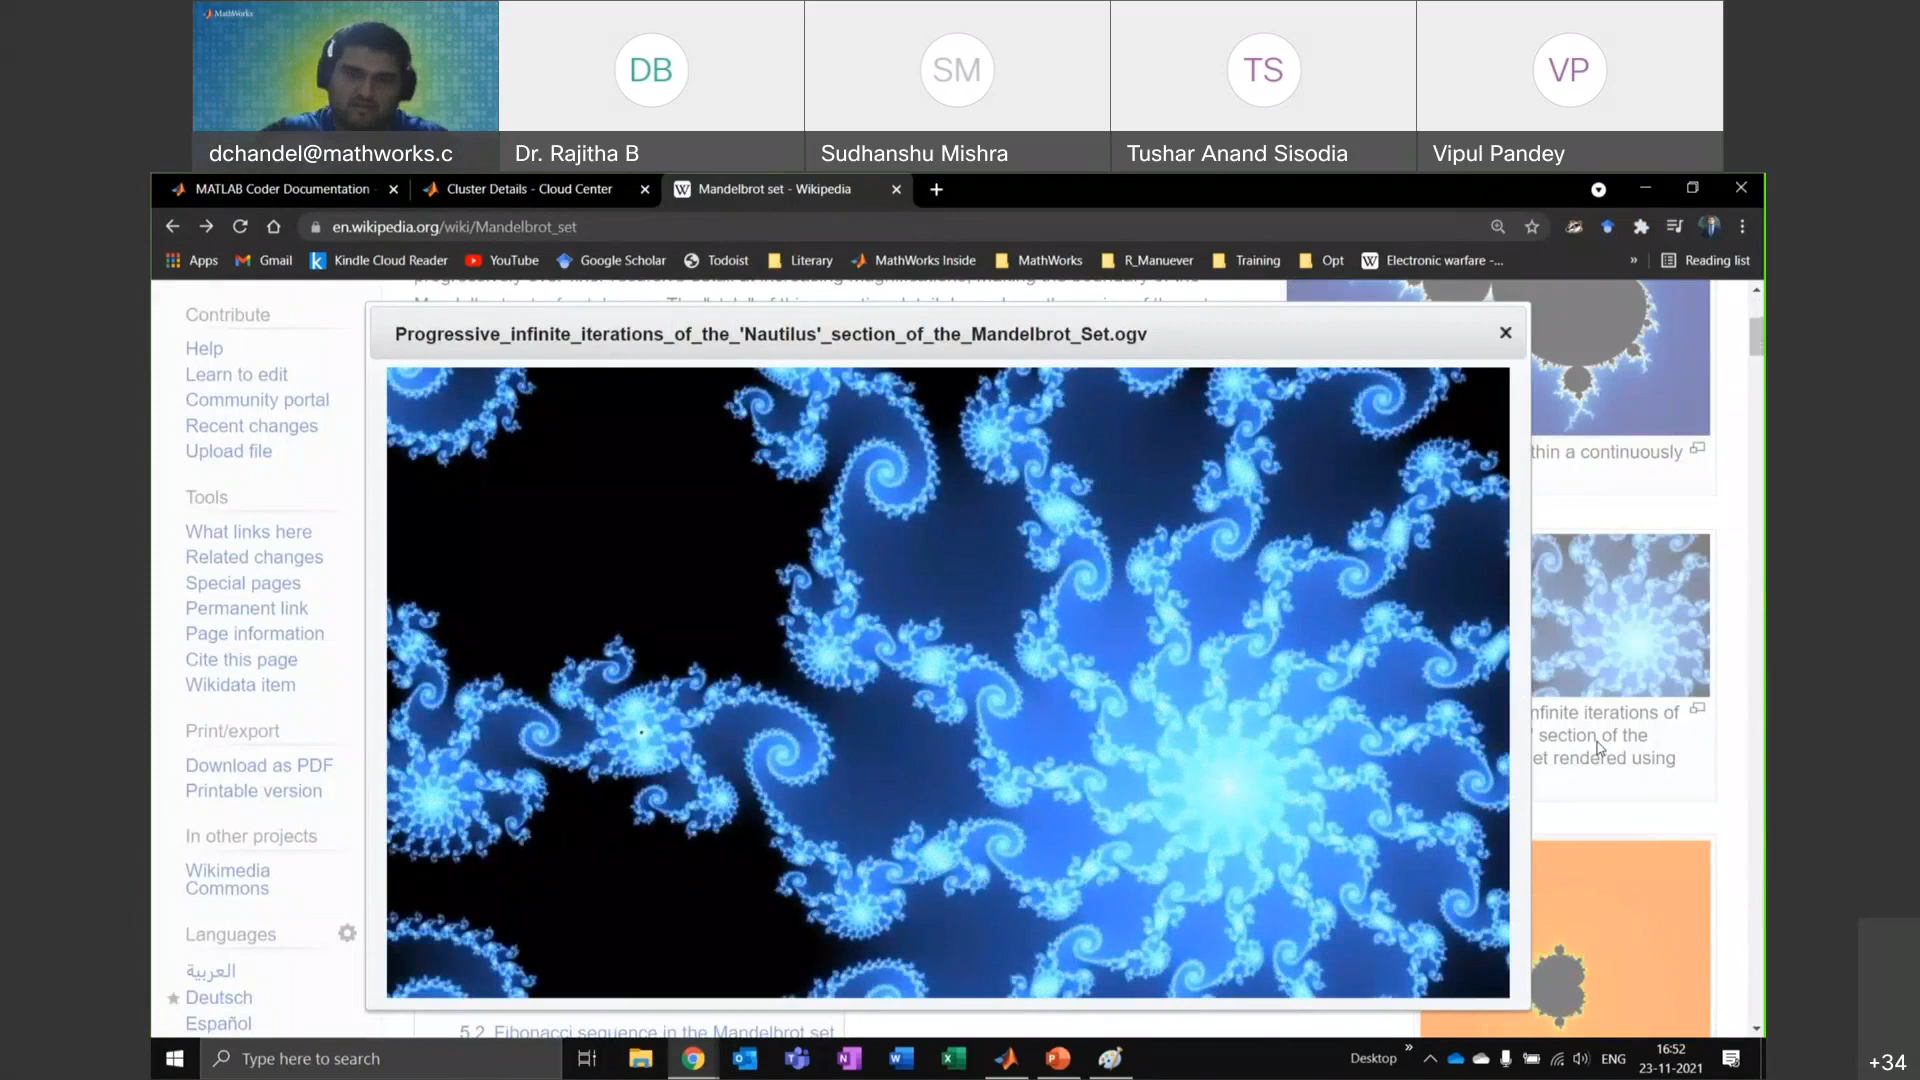 MathWorks
DB
SM
TS
VP
dchandel@mathworks.c
Dr. Rajitha B
Sudhanshu Mishra
Tushar Anand Sisodia
Vipul Pandey
MATLAB Coder Documentation
Cluster Details - Cloud Center
Mandelbrot set - Wikipedia
en.wikipedia.org/wiki/Mandelbrot_set
Apps
Gmail
Kindle Cloud Reader
YouTube
Google Scholar
Todoist
Literary
MathWorks Inside
MathWorks
R_Manuever
Training
Opt
Electronic warfare -...
»
Reading list
Contribute
Help
Learn to edit
Community portal
Recent changes
Upload file
Tools
What links here
Related changes
Special pages
Permanent link
Page information
Cite this page
Wikidata item
Print/export
Download as PDF
Printable version
In other projects
Wikimedia
Commons
Languages
العربية
Deutsch
Español
Progressive_infinite_iterations_of_the_'Nautilus'_section_of_the_Mandelbrot_Set.ogv
thin a continuously
nfinite iterations of
section of the
et rendered using
5.2 Fibonacci sequence in the Mandelbrot set
Type here to search
Desktop
»
ENG
16:52
23-11-2021
+34